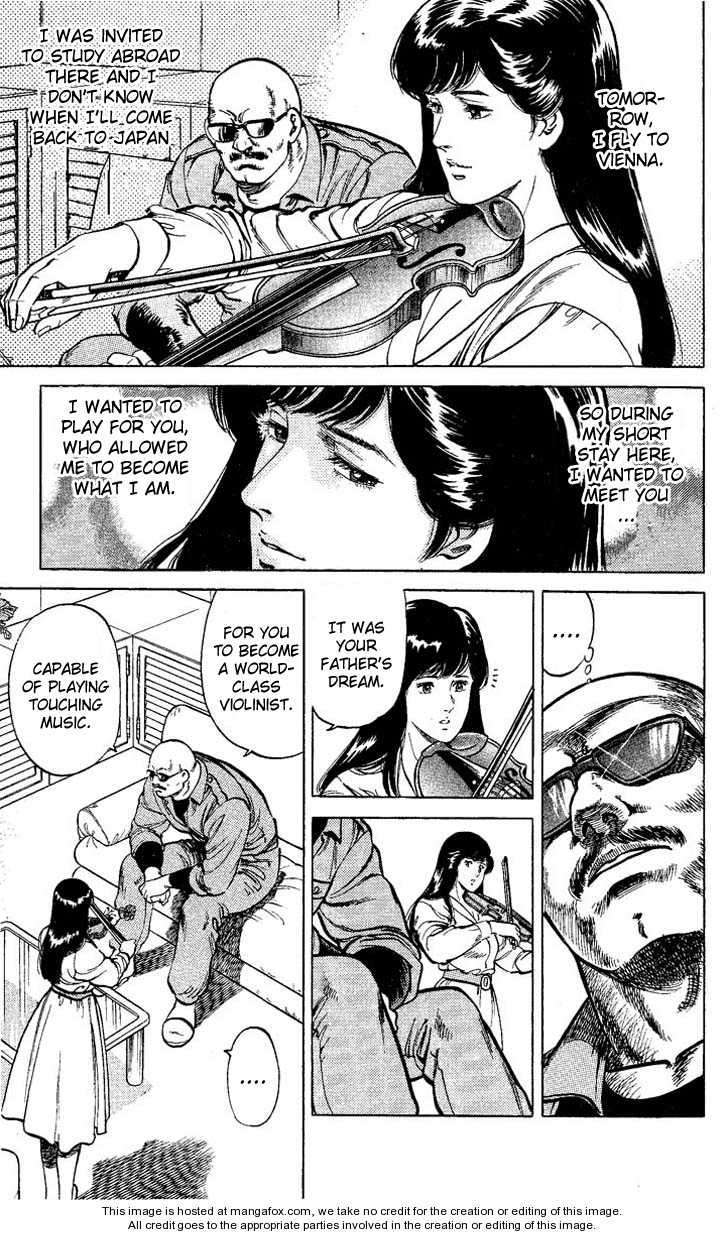 TOMOR-
ROW,
I FLY TO
VIENNA.
I WAS INVITED
TO STUDY ABROAD
THERE AND I
DON'T KNOW
WHEN I'LL COME
BACK TO JAPAN
SO DURING
MY SHORT
STAY HERE,
I WANTED TO
MEET YOU
...
I WANTED TO
PLAY FOR YOU,
WHO ALLOWED
ME TO BECOME
WHAT I AM.
....
IT WAS
YOUR
FATHER'S
DREAM.
FOR YOU
TO BECOME
A WORLD-
CLASS
VIOLINIST.
CAPABLE
OF PLAYING
TOUCHING
MUSIC.
....
This image is hosted at mangafox.com, we take no credit for the creation or editing of this image.
All credit goes to the appropriate parties involved in the creation or editing of this image.